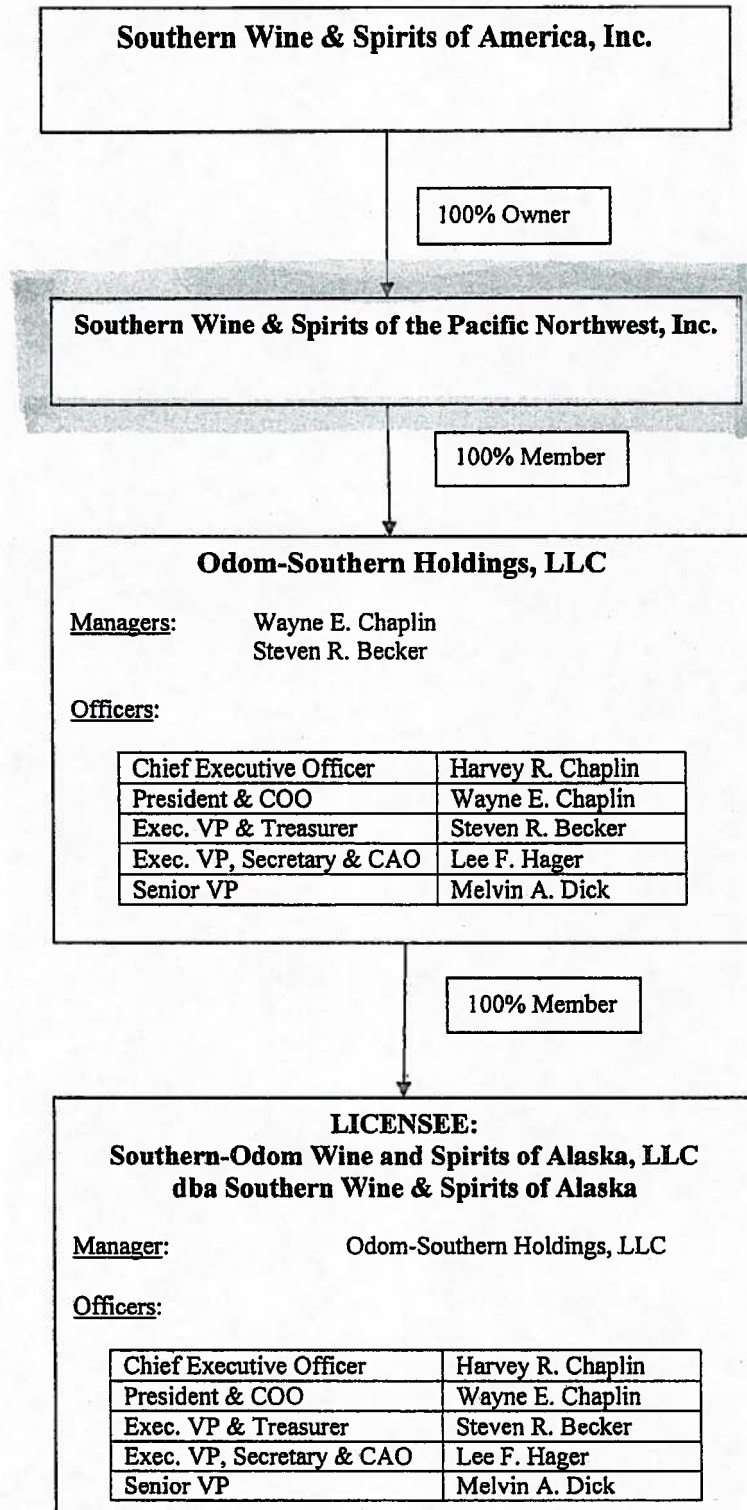 Southern Wine & Spirits of America, Inc.
100% Owner
Southern Wine & Spirits of the Pacific Northwest, Inc.
100% Member
Odom-Southern Holdings, LLC
Managers: Wayne E. Chaplin
Steven R. Becker
Officers:
Chief Executive Officer Harvey R. Chaplin
President & COO Wayne E. Chaplin
Exec. VP & Treasurer Steven R. Becker
Exec. VP, Secretary & CAO Lee F. Hager
Senior VP Melvin A. Dick
100% Member
LICENSEE:
Southern-Odom Wine and Spirits of Alaska, LLC
dba Southern Wine & Spirits of Alaska
Manager: Odom-Southern Holdings, LLC
Officers:
Chief Executive Officer Harvey R. Chaplin
President & COO Wayne E. Chaplin
Exec. VP & Treasurer Steven R. Becker
Exec. VP, Secretary & CAO Lee F. Hager
Senior VP Melvin A. Dick